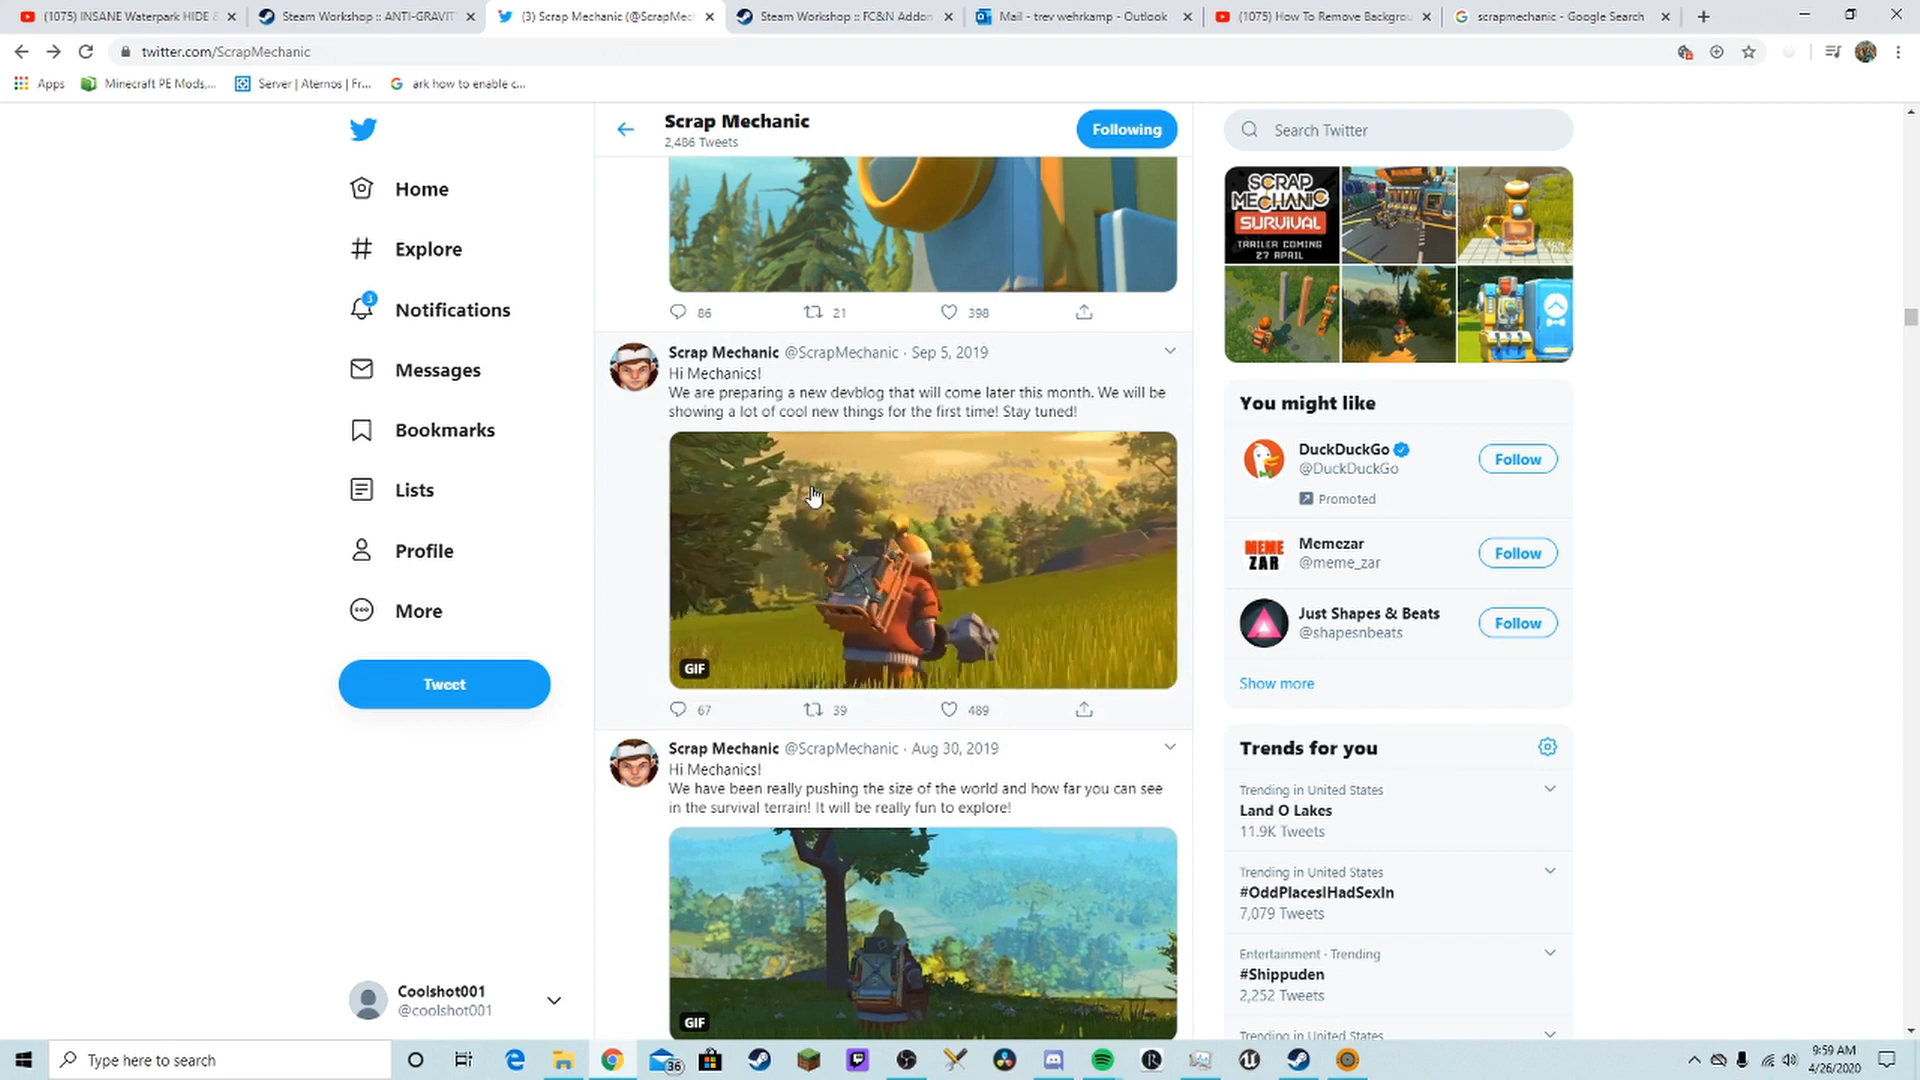 (1075) INSANE Waterpark HIDE &
Steam Workshop :: ANTI-GRAVIT
(3) Scrap Mechanic (@ScrapMec
Steam Workshop :: FC&N Addon
Mail - trev wehrkamp - Outlook
(1075) How To Remove Backgrou
scrapmechanic - Google Search
twitter.com/ScrapMechanic
Apps
Minecraft PE Mods,...
Server | Aternos | Fr...
ark how to enable c...
Home
Explore
3
Notifications
Messages
Bookmarks
Lists
Profile
More
Tweet
Coolshot001
@coolshot001
Scrap Mechanic
2,486 Tweets
Following
86 21 398
Scrap Mechanic @ScrapMechanic · Sep 5, 2019
Hi Mechanics!
We are preparing a new devblog that will come later this month. We will be
showing a lot of cool new things for the first time! Stay tuned!
GIF
67 39 489
Scrap Mechanic @ScrapMechanic · Aug 30, 2019
Hi Mechanics!
We have been really pushing the size of the world and how far you can see
in the survival terrain! It will be really fun to explore!
GIF
Search Twitter
SCRAP
MECHANIC
SURVIVAL
TRAILER COMING
27 APRIL
You might like
DuckDuckGo
@DuckDuckGo
Follow
Promoted
MEME
ZAR
Memezar
@meme_zar
Follow
Just Shapes & Beats
@shapesnbeats
Follow
Show more
Trends for you
Trending in United States
Land O Lakes
11.9K Tweets
Trending in United States
#OddPlacesIHadSexIn
7,079 Tweets
Entertainment · Trending
#Shippuden
2,252 Tweets
Trending in United States
Type here to search
36
9:59 AM
4/26/2020